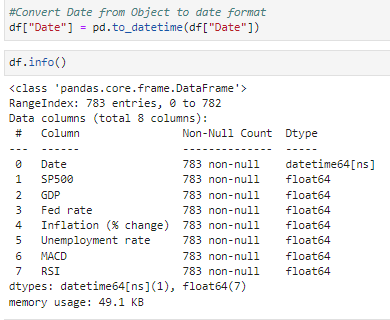 #Convert Date from Object to date format
df["Date"] = pd.to_datetime(df["Date"])
df.info()
<class 'pandas.core.frame.DataFrame'>
RangeIndex: 783 entries, 0 to 782
Data columns (total 8 columns):
 #   Column                 Non-Null Count  Dtype
---  ------                 --------------  -----
 0   Date                   783 non-null    datetime64[ns]
 1   SP500                  783 non-null    float64
 2   GDP                    783 non-null    float64
 3   Fed rate               783 non-null    float64
 4   Inflation (% change)   783 non-null    float64
 5   Unemployment rate      783 non-null    float64
 6   MACD                   783 non-null    float64
 7   RSI                    783 non-null    float64
dtypes: datetime64[ns](1), float64(7)
memory usage: 49.1 KB